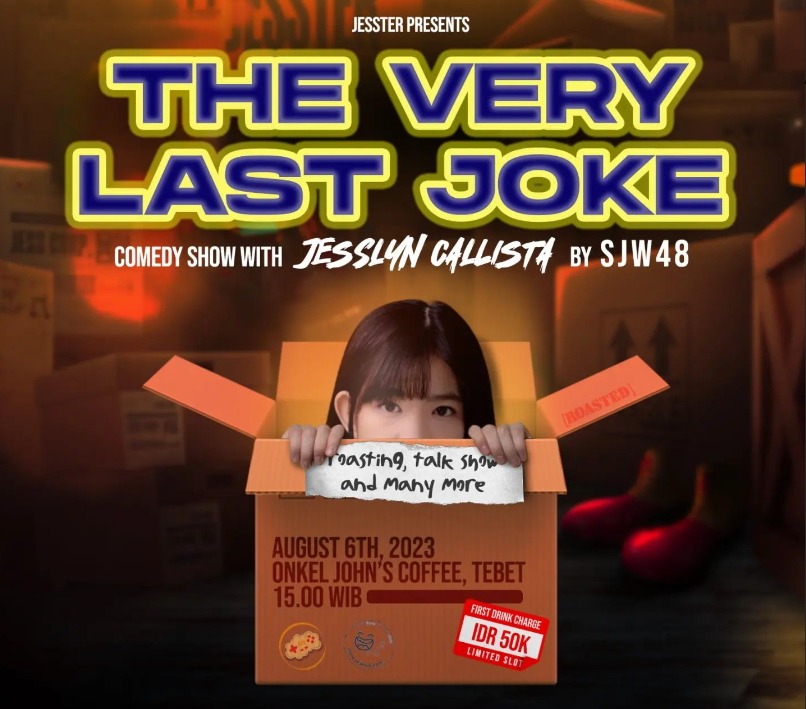 JESSTER PRESENTS
THE VERY
LAST JOKE
COMEDY SHOW WITH JESSLYN CALLISTA BY SJW48
[ROASTED]
roasting, talk show
and many more
AUGUST 6TH, 2023
ONKEL JOHN'S COFFEE, TEBET
15.00 WIB
FIRST DRINK CHARGE
IDR 50K
LIMITED SLOT